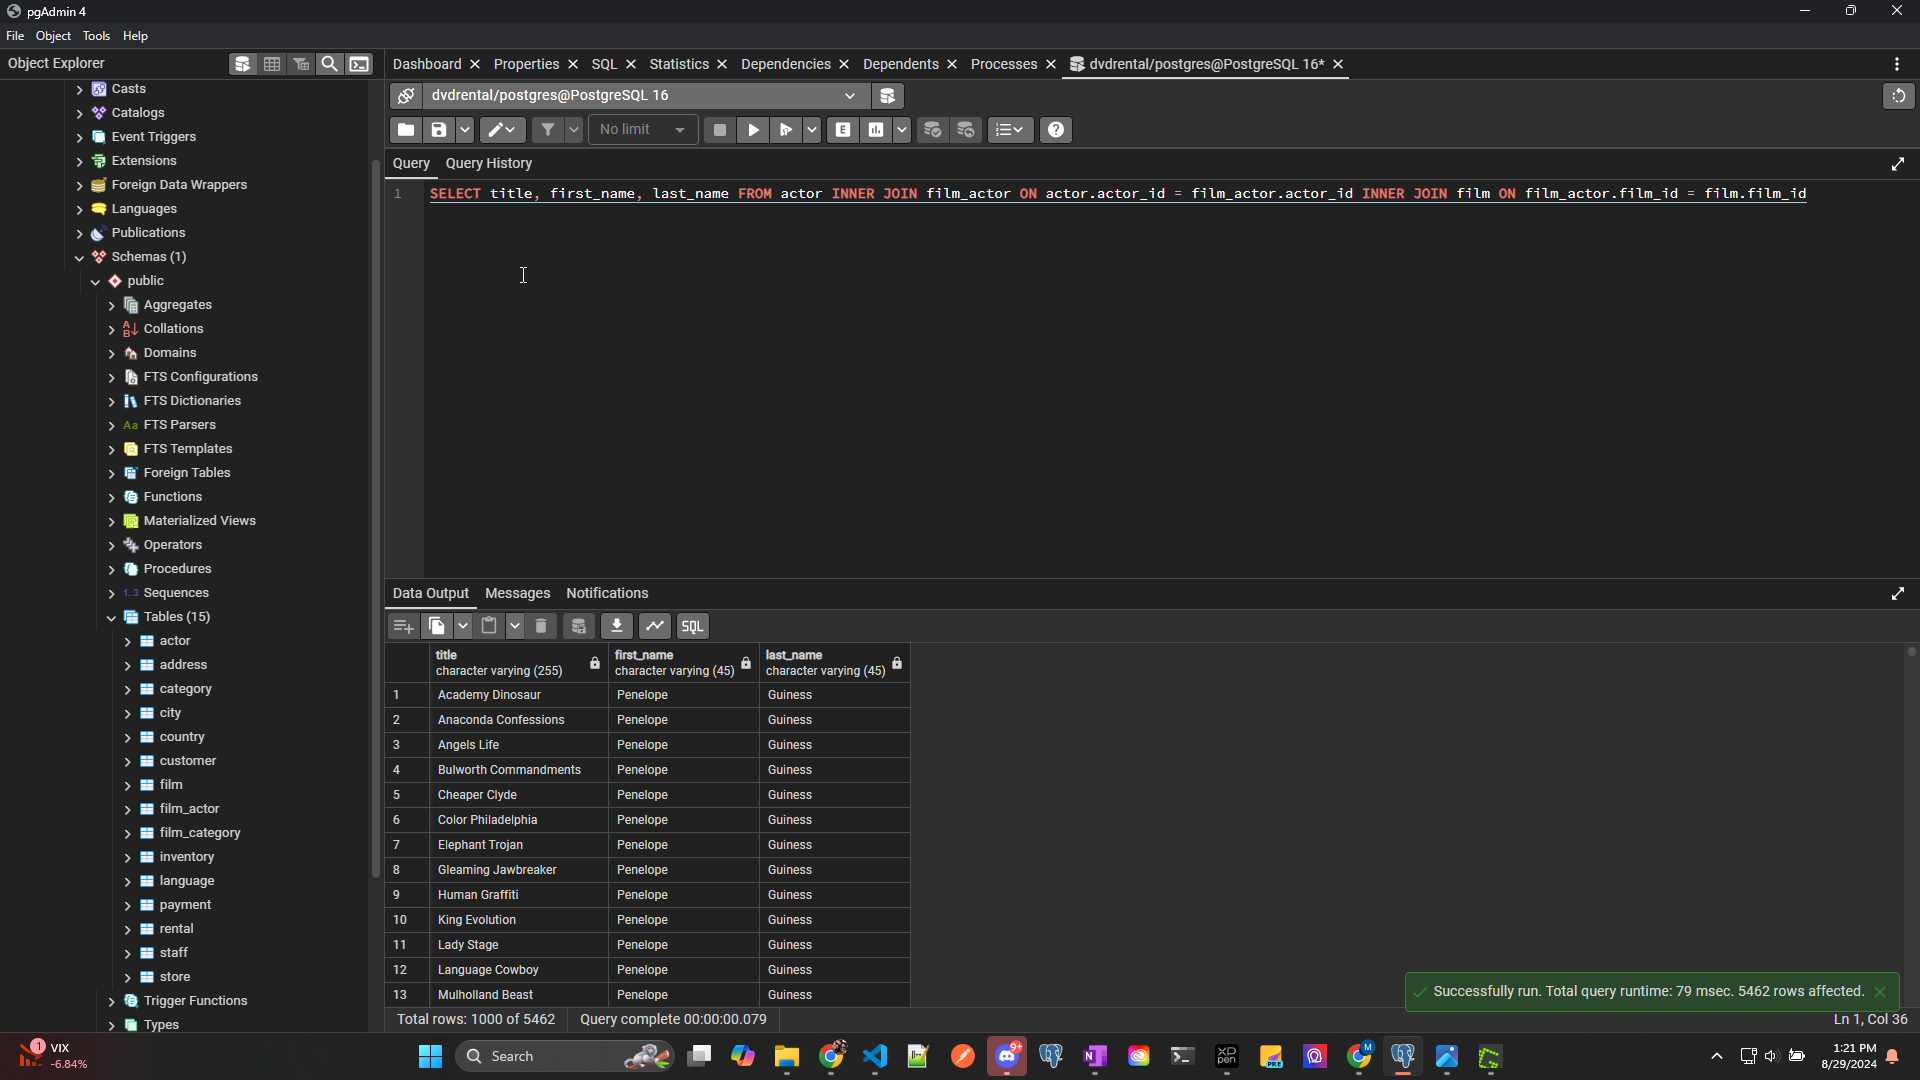 pgAdmin 4
File Object Tools Help
Object Explorer
Dashboard Properties SQL Statistics Dependencies Dependents Processes dvdrental/postgres@PostgreSQL 16*
dvdrental/postgres@PostgreSQL 16
No limit
E
Query Query History
1 SELECT title, first_name, last_name FROM actor INNER JOIN film_actor ON actor.actor_id = film_actor.actor_id INNER JOIN film ON film_actor.film_id = film.film_id
Casts
Catalogs
Event Triggers
Extensions
Foreign Data Wrappers
Languages
Publications
Schemas (1)
public
Aggregates
Collations
Domains
FTS Configurations
FTS Dictionaries
Aa FTS Parsers
FTS Templates
Foreign Tables
Functions
Materialized Views
Operators
Procedures
1..3 Sequences
Tables (15)
actor
address
category
city
country
customer
film
film_actor
film_category
inventory
language
payment
rental
staff
store
Trigger Functions
Types
Data Output Messages Notifications
SQL
title first_name last_name
character varying (255) character varying (45) character varying (45)
1 Academy Dinosaur Penelope Guiness
2 Anaconda Confessions Penelope Guiness
3 Angels Life Penelope Guiness
4 Bulworth Commandments Penelope Guiness
5 Cheaper Clyde Penelope Guiness
6 Color Philadelphia Penelope Guiness
7 Elephant Trojan Penelope Guiness
8 Gleaming Jawbreaker Penelope Guiness
9 Human Graffiti Penelope Guiness
10 King Evolution Penelope Guiness
11 Lady Stage Penelope Guiness
12 Language Cowboy Penelope Guiness
13 Mulholland Beast Penelope Guiness
Successfully run. Total query runtime: 79 msec. 5462 rows affected.
Total rows: 1000 of 5462 Query complete 00:00:00.079 Ln 1, Col 36
1 VIX
-6.84%
Search
9+
M
1:21 PM
8/29/2024